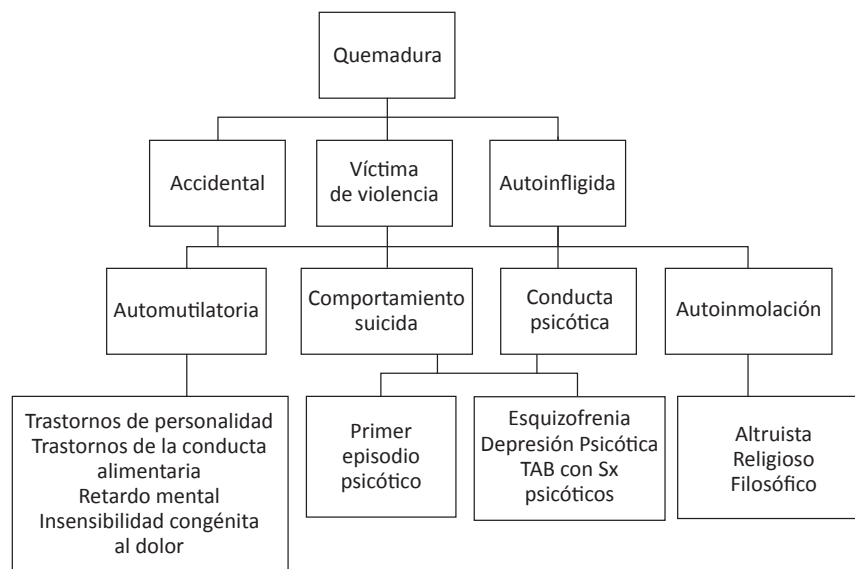 Quemadura
Accidental
Víctima
de violencia
Autoinfligida
Automutilatoria
Comportamiento
suicida
Conducta
psicótica
Autoinmolación
Trastornos de personalidad
Trastornos de la conducta
alimentaria
Retardo mental
Insensibilidad congénita
al dolor
Primer
episodio
psicótico
Esquizofrenia
Depresión Psicótica
TAB con Sx
psicóticos
Altruista
Religioso
Filosófico